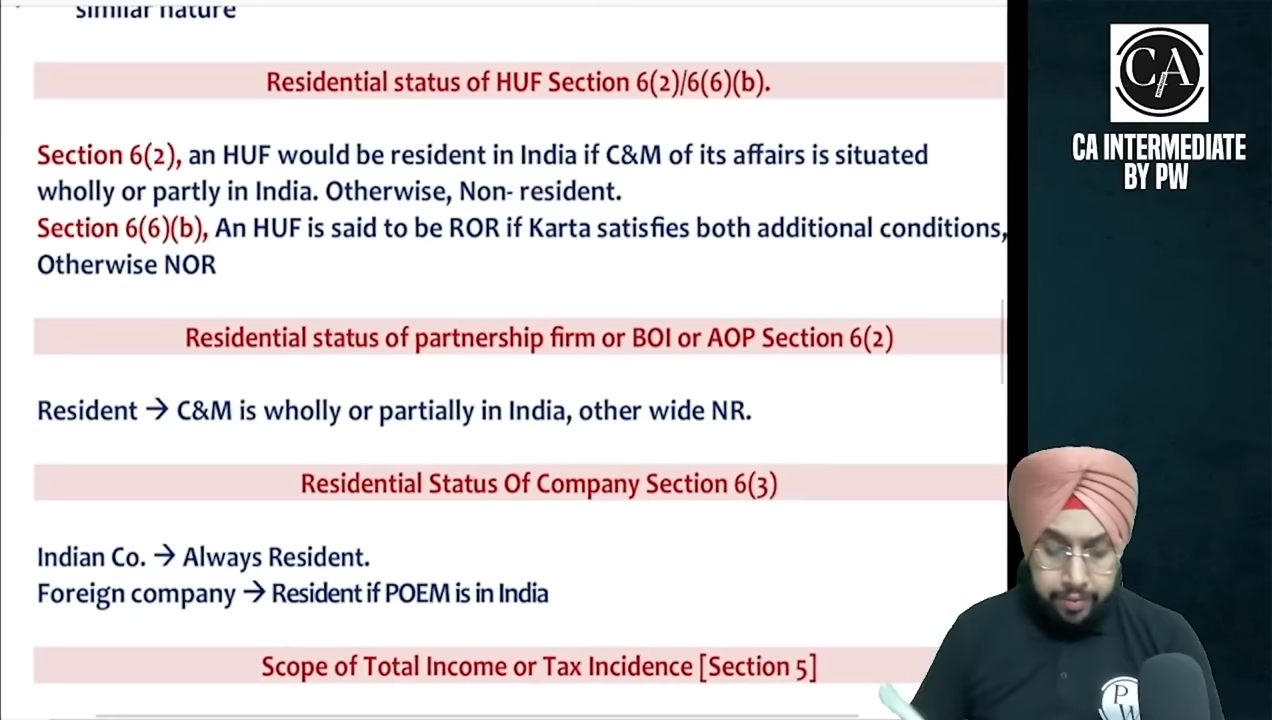 similar nature
Residential status of HUF Section 6(2)/6(6)(b).
Section 6(2), an HUF would be resident in India if C&M of its affairs is situated
wholly or partly in India. Otherwise, Non- resident.
Section 6(6)(b), An HUF is said to be ROR if Karta satisfies both additional conditions,
Otherwise NOR
Residential status of partnership firm or BOI or AOP Section 6(2)
Resident → C&M is wholly or partially in India, other wide NR.
Residential Status Of Company Section 6(3)
Indian Co. → Always Resident.
Foreign company → Resident if POEM is in India
Scope of Total Income or Tax Incidence [Section 5]
CA
CA INTERMEDIATE
BY PW
P
W